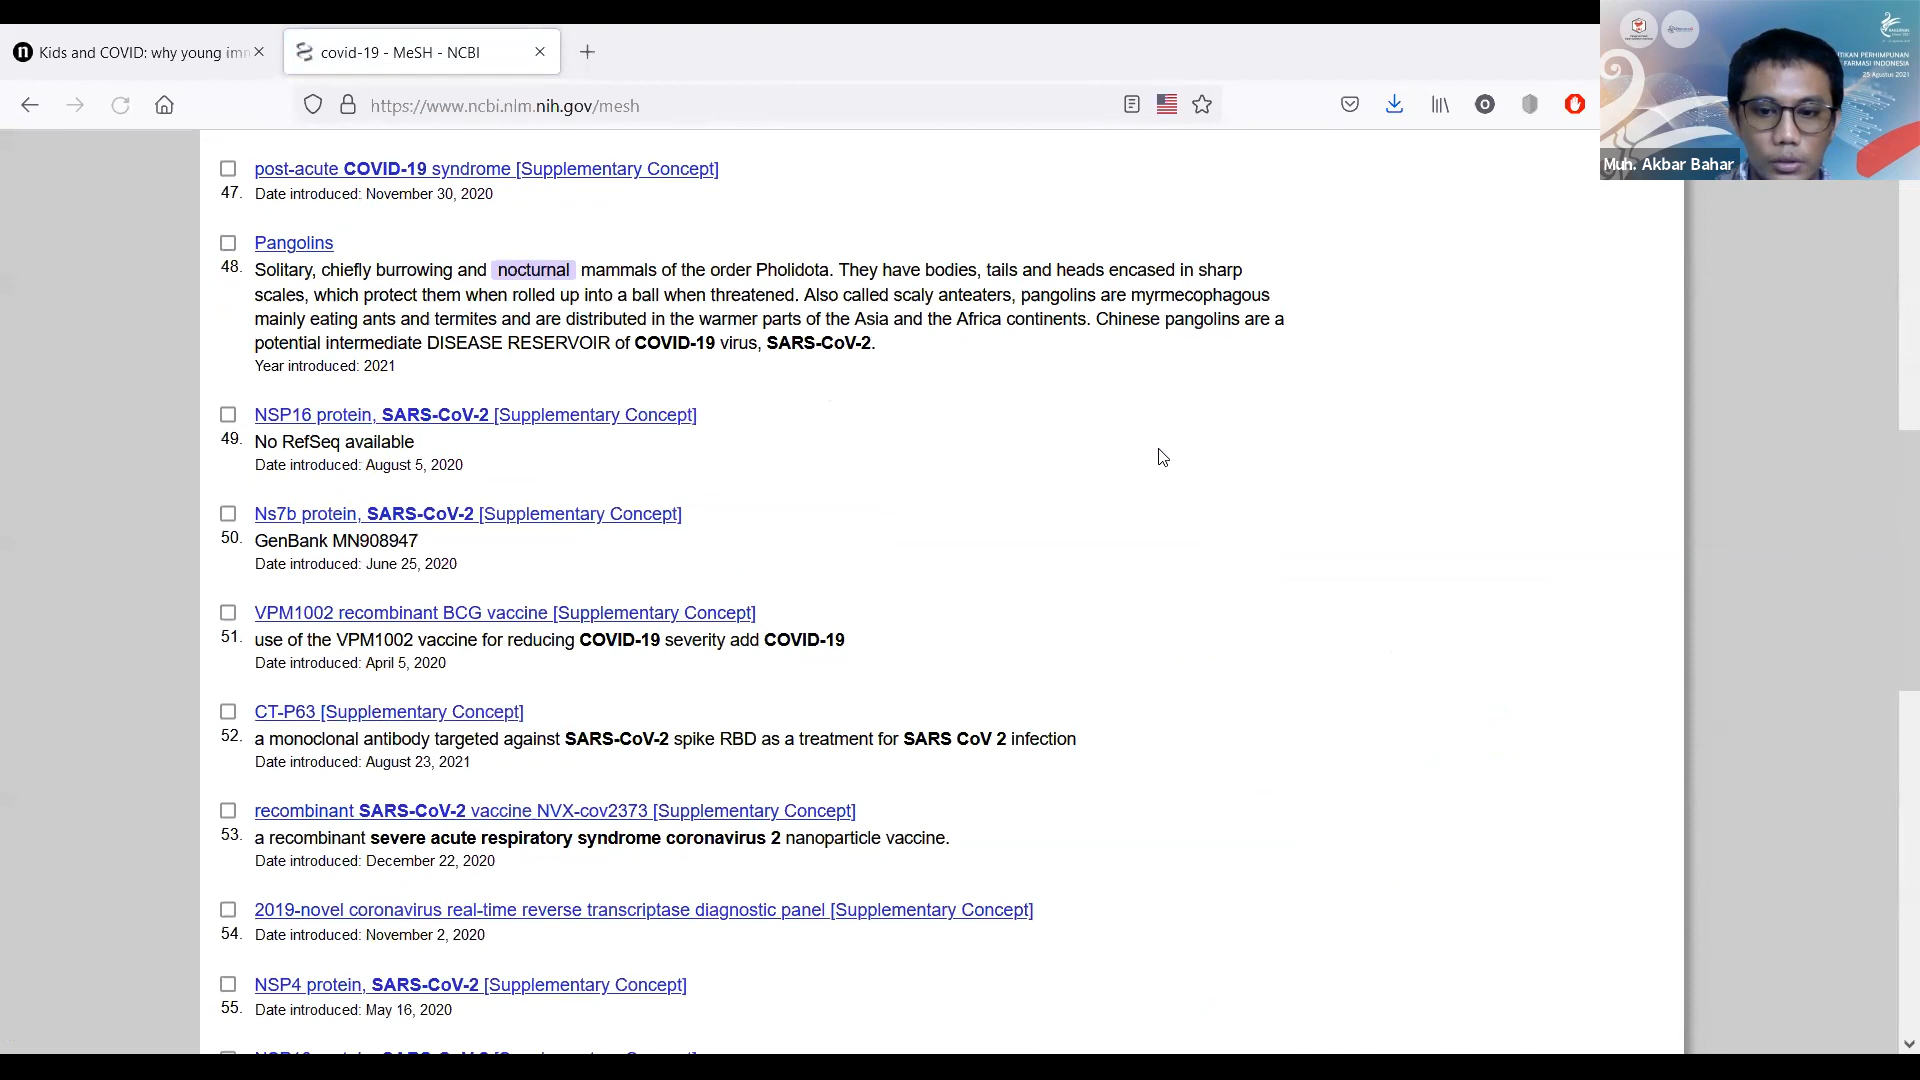 Kids and COVID: why young imm
covid-19 - MeSH - NCBI
https://www.ncbi.nlm.nih.gov/mesh
TIKAN PERHIMPUNAN
FARMASI INDONESIA
25 Agustus 2021
Muh. Akbar Bahar
post-acute COVID-19 syndrome [Supplementary Concept]
47. Date introduced: November 30, 2020
Pangolins
48. Solitary, chiefly burrowing and nocturnal mammals of the order Pholidota. They have bodies, tails and heads encased in sharp
scales, which protect them when rolled up into a ball when threatened. Also called scaly anteaters, pangolins are myrmecophagous
mainly eating ants and termites and are distributed in the warmer parts of the Asia and the Africa continents. Chinese pangolins are a
potential intermediate DISEASE RESERVOIR of COVID-19 virus, SARS-CoV-2.
Year introduced: 2021
NSP16 protein, SARS-CoV-2 [Supplementary Concept]
49. No RefSeq available
Date introduced: August 5, 2020
Ns7b protein, SARS-CoV-2 [Supplementary Concept]
50. GenBank MN908947
Date introduced: June 25, 2020
VPM1002 recombinant BCG vaccine [Supplementary Concept]
51. use of the VPM1002 vaccine for reducing COVID-19 severity add COVID-19
Date introduced: April 5, 2020
CT-P63 [Supplementary Concept]
52. a monoclonal antibody targeted against SARS-CoV-2 spike RBD as a treatment for SARS CoV 2 infection
Date introduced: August 23, 2021
recombinant SARS-CoV-2 vaccine NVX-cov2373 [Supplementary Concept]
53. a recombinant severe acute respiratory syndrome coronavirus 2 nanoparticle vaccine.
Date introduced: December 22, 2020
2019-novel coronavirus real-time reverse transcriptase diagnostic panel [Supplementary Concept]
54. Date introduced: November 2, 2020
NSP4 protein, SARS-CoV-2 [Supplementary Concept]
55. Date introduced: May 16, 2020